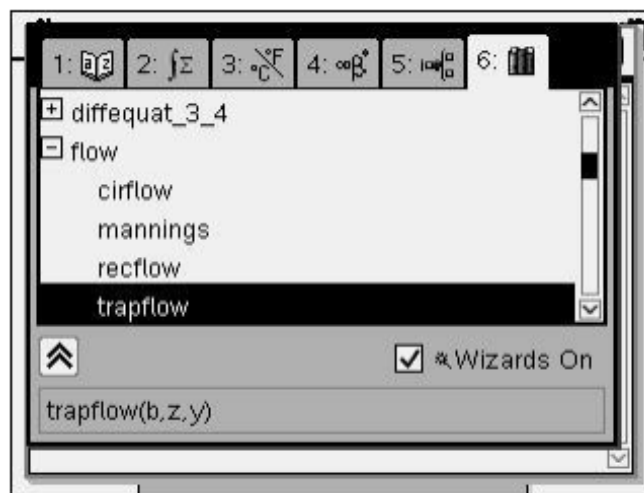 1: 2: ∫Σ 3: °C°F 4: ∞β° 5: 6:
diffequat_3_4
flow
cirflow
mannings
recflow
trapflow
Wizards On
trapflow(b,z,y)